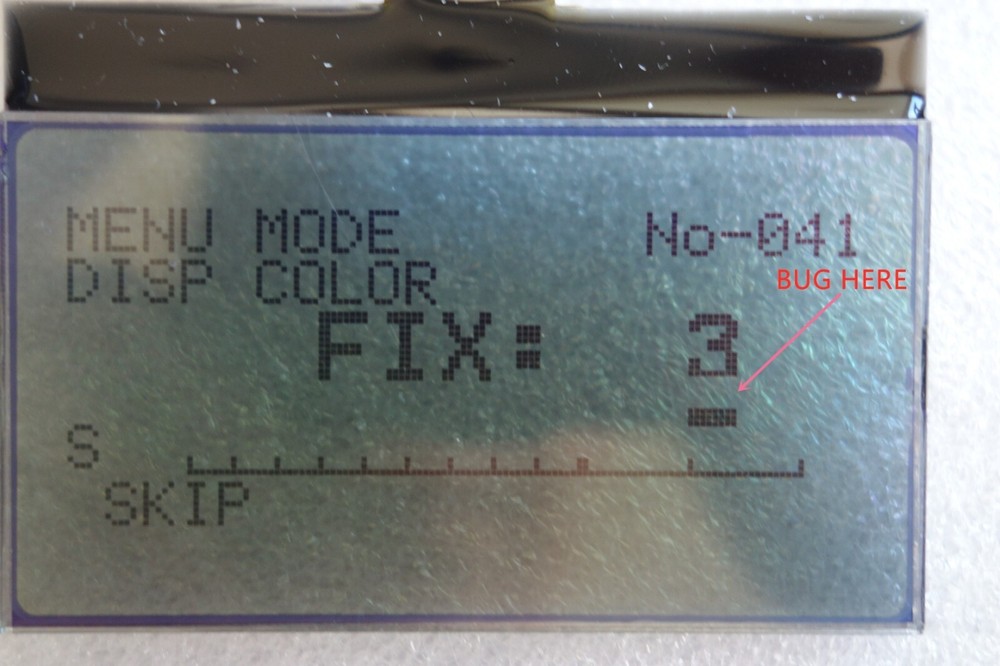 MENU MODE No-041
DISP COLOR
BUG HERE
FIX: 3
S
SKIP